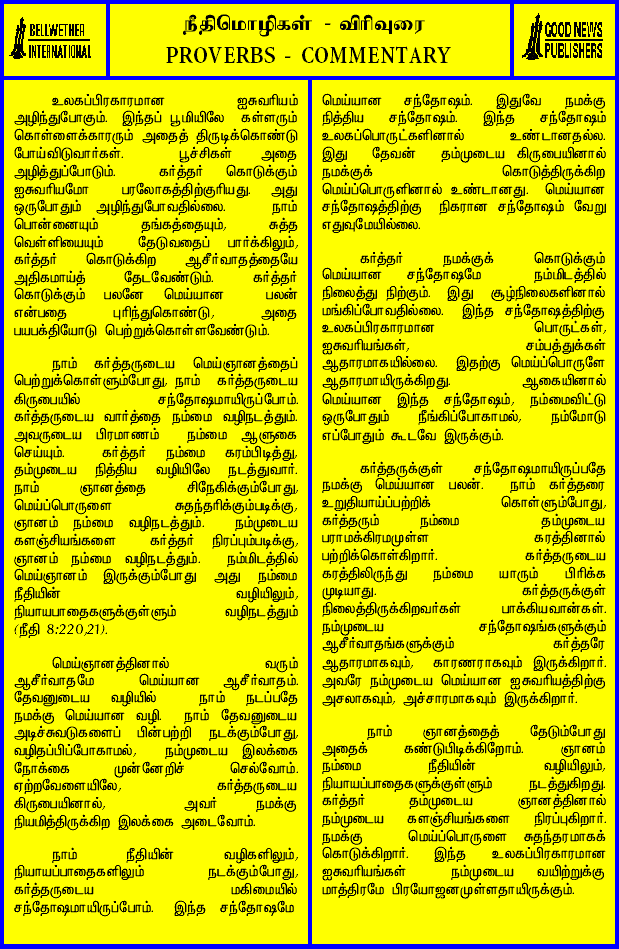 BELLWETHER
INTERNATIONAL
நீதிமொழிகள் - விரிவுரை
PROVERBS - COMMENTARY
GOOD NEWS
PUBLISHERS
உலகப்பிரகாரமான ஐசுவரியம்
அழிந்துபோகும். இந்தப் பூமியிலே கள்ளரும்
கொள்ளைக்காரரும் அதைத் திருடிக்கொண்டு
போய்விடுவார்கள். பூச்சிகள் அதை
அழித்துப்போடும். கர்த்தர் கொடுக்கும்
ஐசுவரியமோ பரலோகத்திற்குரியது. அது
ஒருபோதும் அழிந்துபோவதில்லை. நாம்
பொன்னையும் தங்கத்தையும், சுத்த
வெள்ளியையும் தேடுவதைப் பார்க்கிலும்,
கர்த்தர் கொடுக்கிற ஆசீர்வாதத்தையே
அதிகமாய்த் தேடவேண்டும். கர்த்தர்
கொடுக்கும் பலனே மெய்யான பலன்
என்பதை புரிந்துகொண்டு, அதை
பயபக்தியோடு பெற்றுக்கொள்ளவேண்டும்.
நாம் கர்த்தருடைய மெய்ஞானத்தைப்
பெற்றுக்கொள்ளும்போது, நாம் கர்த்தருடைய
கிருபையில் சந்தோஷமாயிருப்போம்.
கர்த்தருடைய வார்த்தை நம்மை வழிநடத்தும்.
அவருடைய பிரமாணம் நம்மை ஆளுகை
செய்யும். கர்த்தர் நம்மை கரம்பிடித்து,
தம்முடைய நித்திய வழியிலே நடத்துவார்.
நாம் ஞானத்தை சிநேகிக்கும்போது,
மெய்ப்பொருளை சுதந்தரிக்கும்படிக்கு,
ஞானம் நம்மை வழிநடத்தும். நம்முடைய
களஞ்சியங்களை கர்த்தர் நிரப்பும்படிக்கு,
ஞானம் நம்மை வழிநடத்தும். நம்மிடத்தில்
மெய்ஞானம் இருக்கும்போது அது நம்மை
நீதியின் வழியிலும்,
நியாயபாதைகளுக்குள்ளும் வழிநடத்தும்
(நீதி 8:220,21).
மெய்ஞானத்தினால் வரும்
ஆசீர்வாதமே மெய்யான ஆசீர்வாதம்.
தேவனுடைய வழியில் நாம் நடப்பதே
நமக்கு மெய்யான வழி. நாம் தேவனுடைய
அடிச்சுவடுகளைப் பின்பற்றி நடக்கும்போது,
வழிதப்பிப்போகாமல், நம்முடைய இலக்கை
நோக்கை முன்னேறிச் செல்வோம்.
ஏற்றவேளையிலே, கர்த்தருடைய
கிருபையினால், அவர் நமக்கு
நியமித்திருக்கிற இலக்கை அடைவோம்.
நாம் நீதியின் வழிகளிலும்,
நியாயப்பாதைகளிலும் நடக்கும்போது,
கர்த்தருடைய மகிமையில்
சந்தோஷமாயிருப்போம். இந்த சந்தோஷமே
மெய்யான சந்தோஷம். இதுவே நமக்கு
நித்திய சந்தோஷம். இந்த சந்தோஷம்
உலகப்பொருட்களினால் உண்டானதல்ல.
இது தேவன் தம்முடைய கிருபையினால்
நமக்குக் கொடுத்திருக்கிற
மெய்ப்பொருளினால் உண்டானது. மெய்யான
சந்தோஷத்திற்கு நிகரான சந்தோஷம் வேறு
எதுவுமேயில்லை.
கர்த்தர் நமக்குக் கொடுக்கும்
மெய்யான சந்தோஷமே நம்மிடத்தில்
நிலைத்து நிற்கும். இது சூழ்நிலைகளினால்
மங்கிப்போவதில்லை. இந்த சந்தோஷத்திற்கு
உலகப்பிரகாரமான பொருட்கள்,
ஐசுவரியங்கள், சம்பத்துக்கள்
ஆதாரமாகயில்லை. இதற்கு மெய்ப்பொருளே
ஆதாரமாயிருக்கிறது. ஆகையினால்
மெய்யான இந்த சந்தோஷம், நம்மைவிட்டு
ஒருபோதும் நீங்கிப்போகாமல், நம்மோடு
எப்போதும் கூடவே இருக்கும்.
கர்த்தருக்குள் சந்தோஷமாயிருப்பதே
நமக்கு மெய்யான பலன். நாம் கர்த்தரை
உறுதியாய்ப்பற்றிக் கொள்ளும்போது,
கர்த்தரும் நம்மை தம்முடைய
பராமக்கிரமமுள்ள கரத்தினால்
பற்றிக்கொள்கிறார். கர்த்தருடைய
கரத்திலிருந்து நம்மை யாரும் பிரிக்க
முடியாது. கர்த்தருக்குள்
நிலைத்திருக்கிறவர்கள் பாக்கியவான்கள்.
நம்முடைய சந்தோஷங்களுக்கும்
ஆசீர்வாதங்களுக்கும் கர்த்தரே
ஆதாரமாகவும், காரணராகவும் இருக்கிறார்.
அவரே நம்முடைய மெய்யான ஐசுவரியத்திற்கு
அசலாகவும், அச்சாரமாகவும் இருக்கிறார்.
நாம் ஞானத்தைத் தேடும்போது
அதைக் கண்டுபிடிக்கிறோம். ஞானம்
நம்மை நீதியின் வழியிலும்,
நியாயப்பாதைகளுக்குள்ளும் நடத்துகிறது.
கர்த்தர் தம்முடைய ஞானத்தினால்
நம்முடைய களஞ்சியங்களை நிரப்புகிறார்.
நமக்கு மெய்ப்பொருளை சுதந்தரமாகக்
கொடுக்கிறார். இந்த உலகப்பிரகாரமான
ஐசுவரியங்கள் நம்முடைய வயிற்றுக்கு
மாத்திரமே பிரயோஜனமுள்ளதாயிருக்கும்.